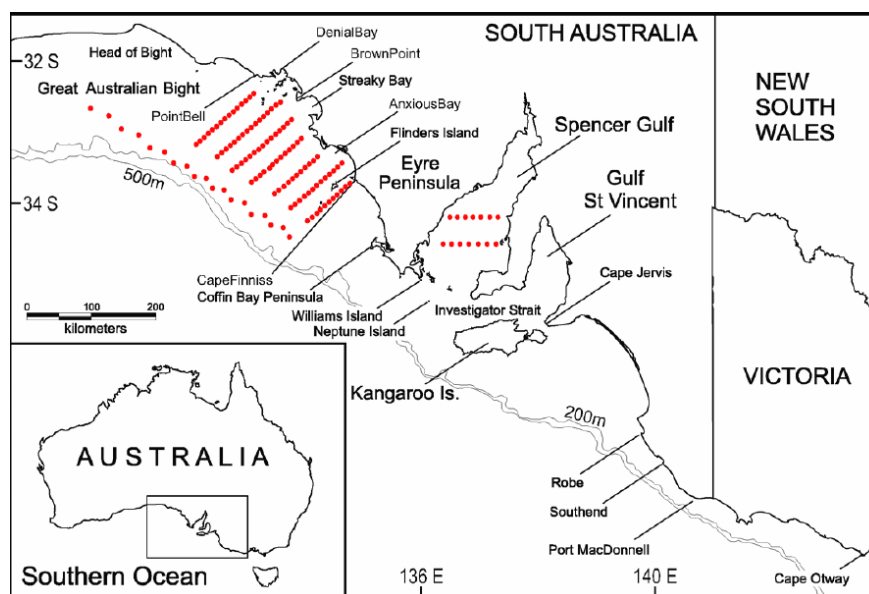 SOUTH AUSTRALIA
32 S
Head of Bight
DenialBay
BrownPoint
Streaky Bay
Great Australian Bight
PointBell
AnxiousBay
Flinders Island
NEW
SOUTH
WALES
Spencer Gulf
Eyre
Peninsula
500m
34 S
Gulf
St Vincent
CapeFinniss
Coffin Bay Peninsula
Cape Jervis
Williams Island
Neptune Island
Investigator Strait
0 100 200
kilometers
Kangaroo Is.
VICTORIA
200m
AUSTRALIA
Robe
Southend
Port MacDonnell
Southern Ocean
136 E
140 E
Cape Otway